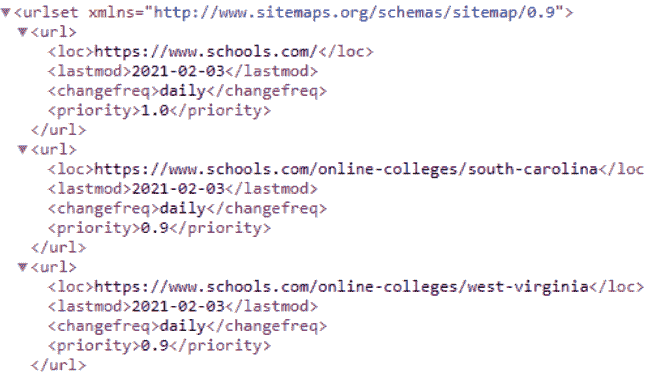 ▼<urlset xmlns="http://www.sitemaps.org/schemas/sitemap/0.9">
▼<url>
<loc>https://www.schools.com/</loc>
<lastmod>2021-02-03</lastmod>
<changefreq>daily</changefreq>
<priority>1.0</priority>
</url>
▼<url>
<loc>https://www.schools.com/online-colleges/south-carolina</loc
<lastmod>2021-02-03</lastmod>
<changefreq>daily</changefreq>
<priority>0.9</priority>
</url>
▼<url>
<loc>https://www.schools.com/online-colleges/west-virginia</loc>
<lastmod>2021-02-03</lastmod>
<changefreq>daily</changefreq>
<priority>0.9</priority>
</url>